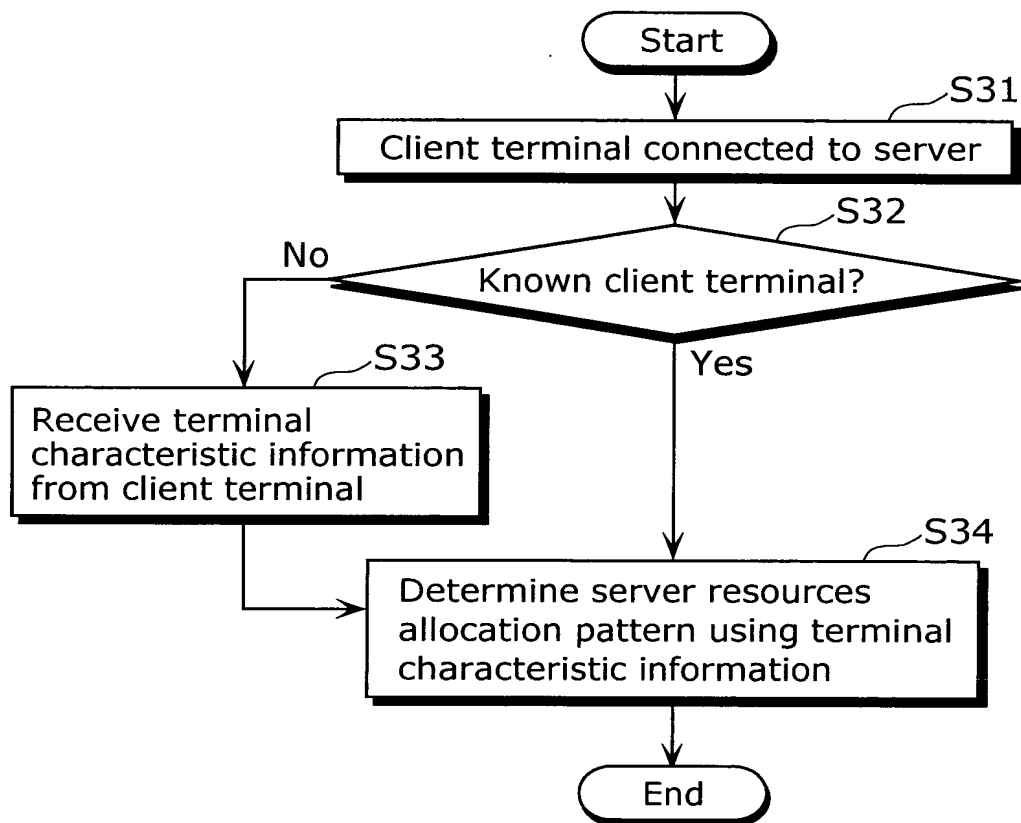 Start
S31
Client terminal connected to server
S32
No
Known client terminal?
Yes
S33
Receive terminal
characteristic information
from client terminal
S34
Determine server resources
allocation pattern using terminal
characteristic information
End